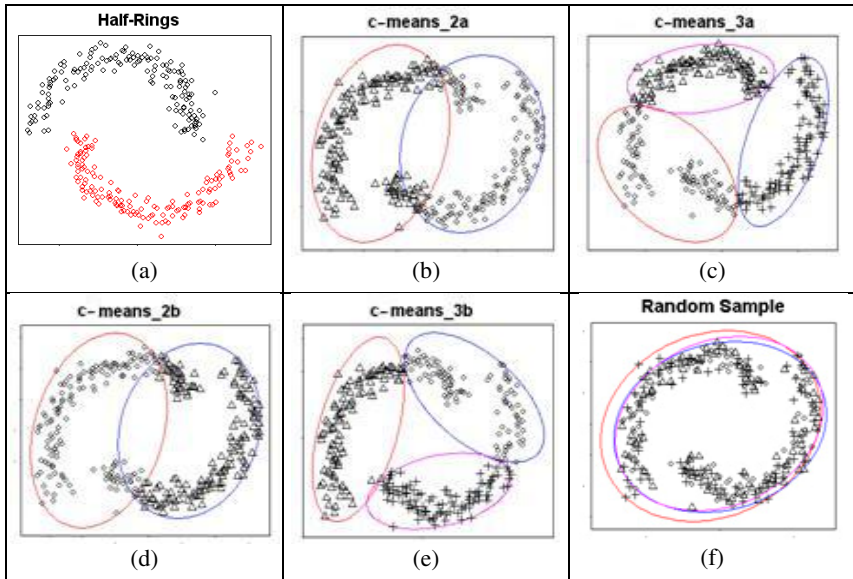 Half-Rings
c-means_2a
c-means_3a
(a)
(b)
(c)
c- means_2b
c-means_3b
Random Sample
(d)
(e)
(f)